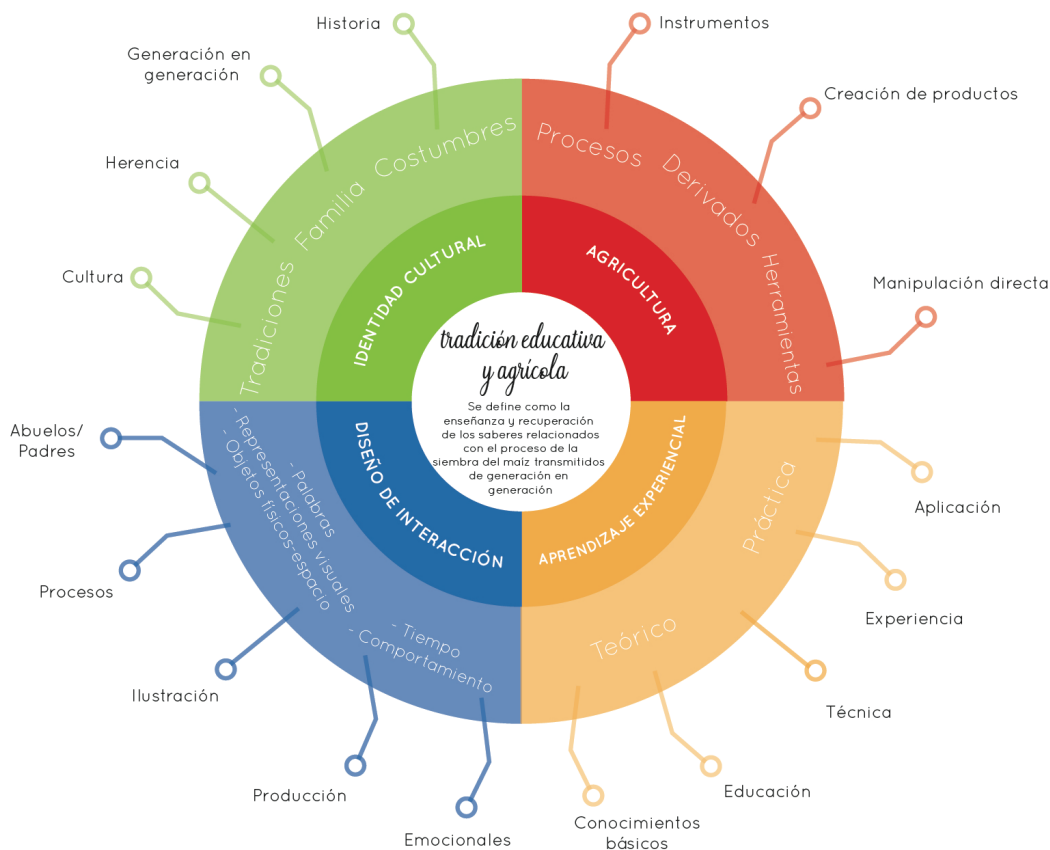 Historia
Instrumentos
Generación en
generación
Creación de productos
Herencia
Cultura
Manipulación directa
Costumbres
Familia
Tradiciones
Procesos
Derivados
Herramientas
IDENTIDAD CULTURAL
AGRICULTURA
tradición educativa
y agrícola
Se define como la
enseñanza y recuperación
de los saberes relacionados
con el proceso de la
siembra del maíz transmitidos
de generación en
generación
DISEÑO DE INTERACCIÓN
APRENDIZAJE EXPERIENCIAL
- Palabras
- Representaciones visuales
- Objetos físicos-espacio
- Tiempo
- Comportamiento
Práctica
Teórico
Abuelos/
Padres
Procesos
Ilustración
Producción
Emocionales
Aplicación
Experiencia
Técnica
Educación
Conocimientos
básicos